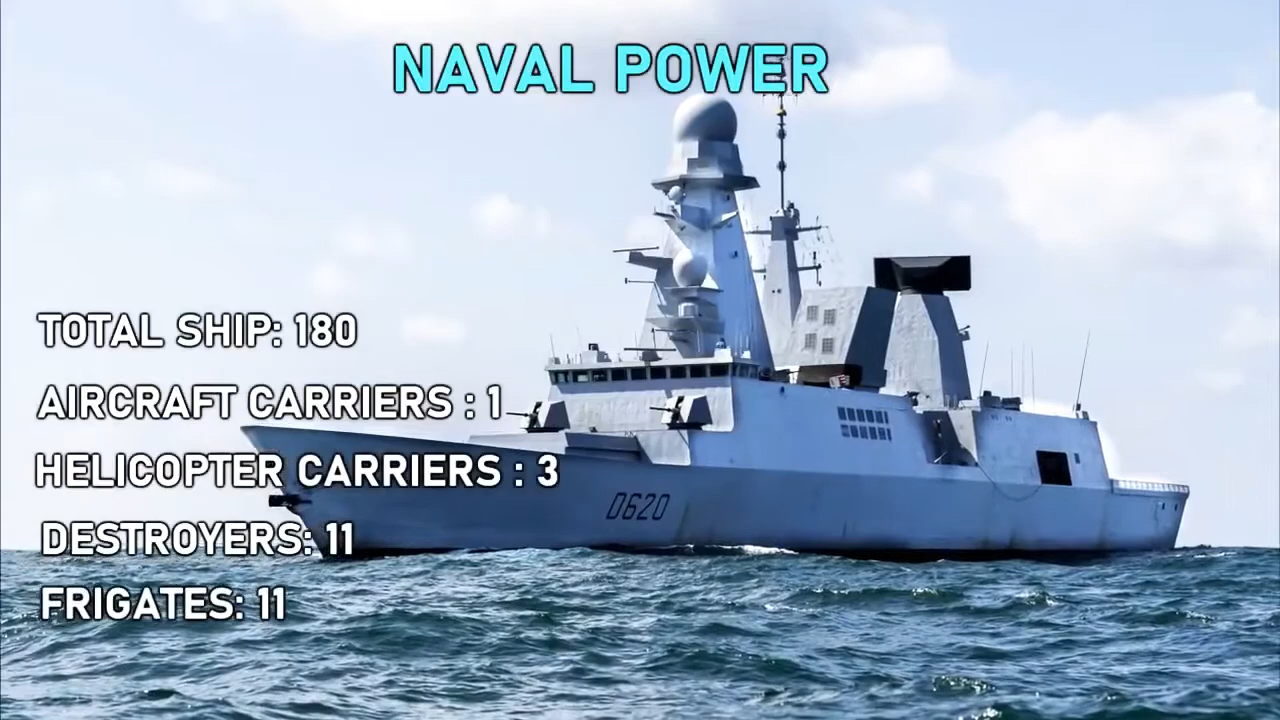 NAVAL POWER
TOTAL SHIP: 180
AIRCRAFT CARRIERS : 1
HELICOPTER CARRIERS : 3
D620
DESTROYERS: 11
FRIGATES: 11